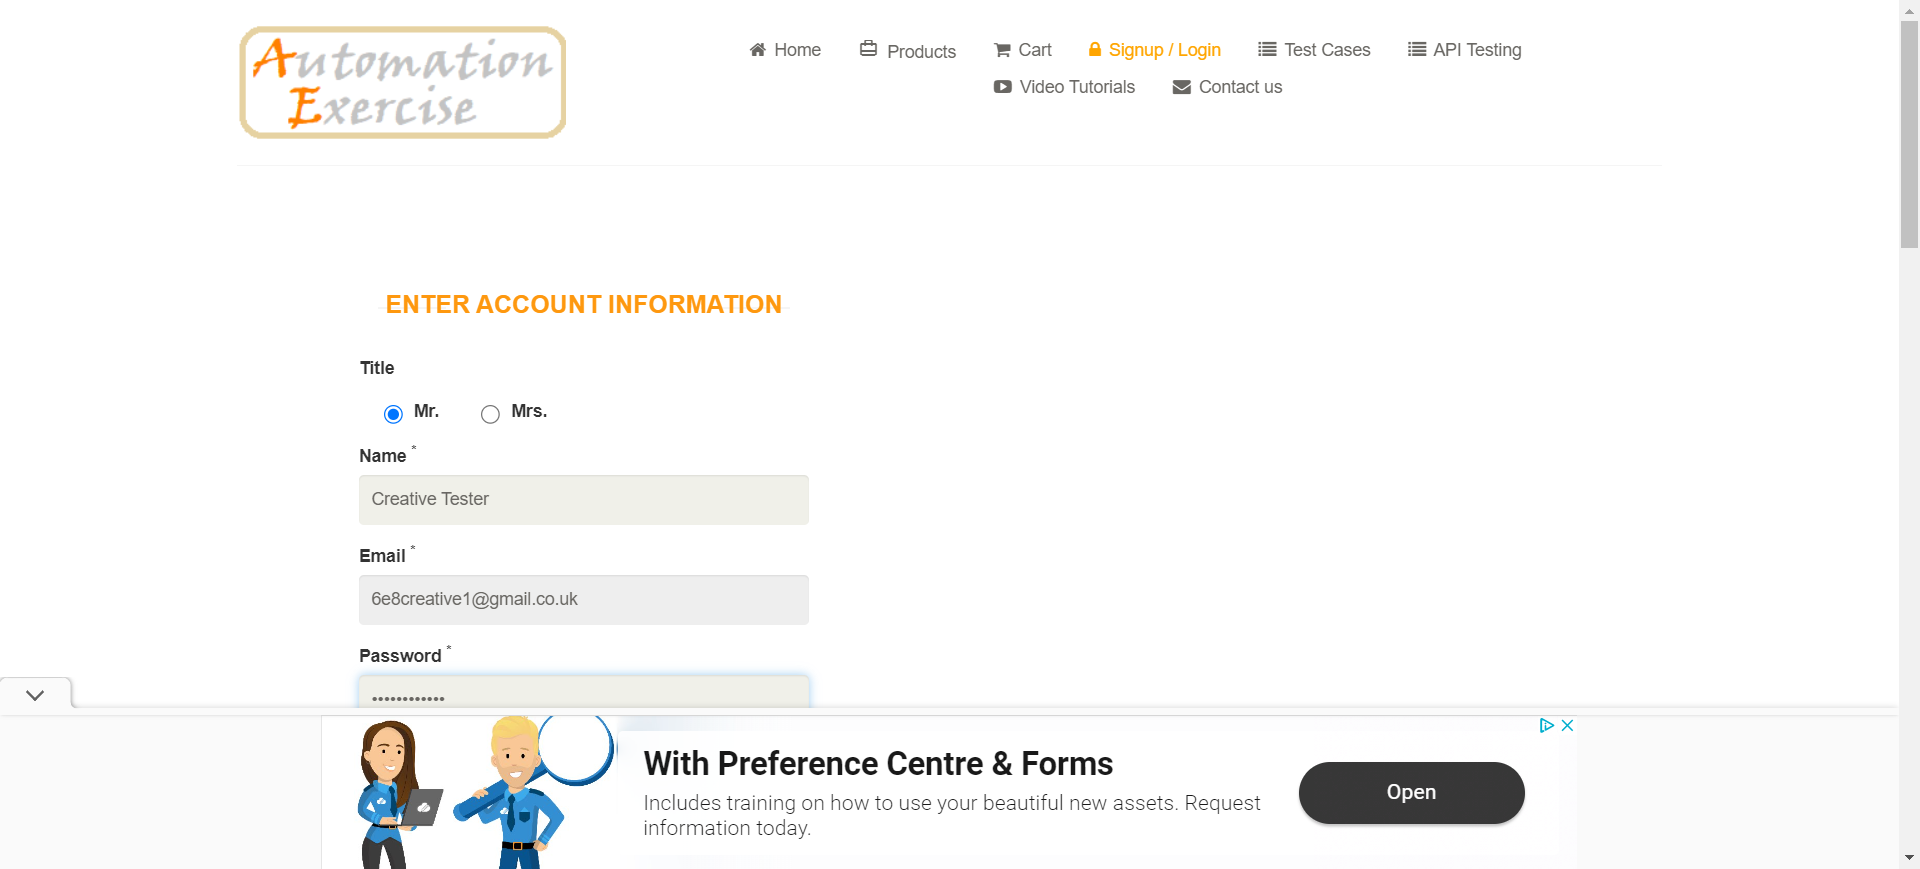 Automation
Exercise
Home
Products
Cart
Signup / Login
Test Cases
API Testing
Video Tutorials
Contact us
ENTER ACCOUNT INFORMATION
Title
Mr.
Mrs.
Name *
Creative Tester
Email *
6e8creative1@gmail.co.uk
Password *
••••••••••••
With Preference Centre & Forms
Includes training on how to use your beautiful new assets. Request
information today.
Open